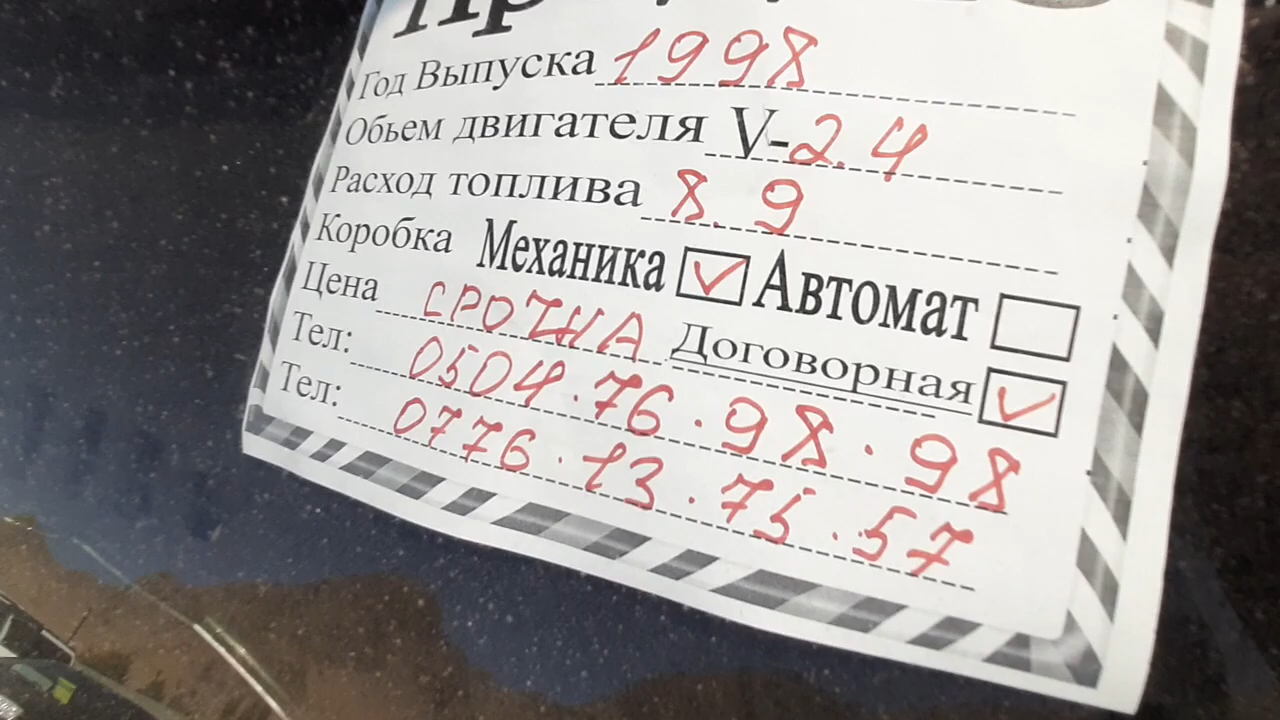 Год Выпуска 1998
Обьем двигателя V-2.4
Расход топлива 8.9
Коробка Механика Автомат
Цена СРОЧНА Договорная
Тел: 0504.76.98.98
Тел: 0776.13.75.57